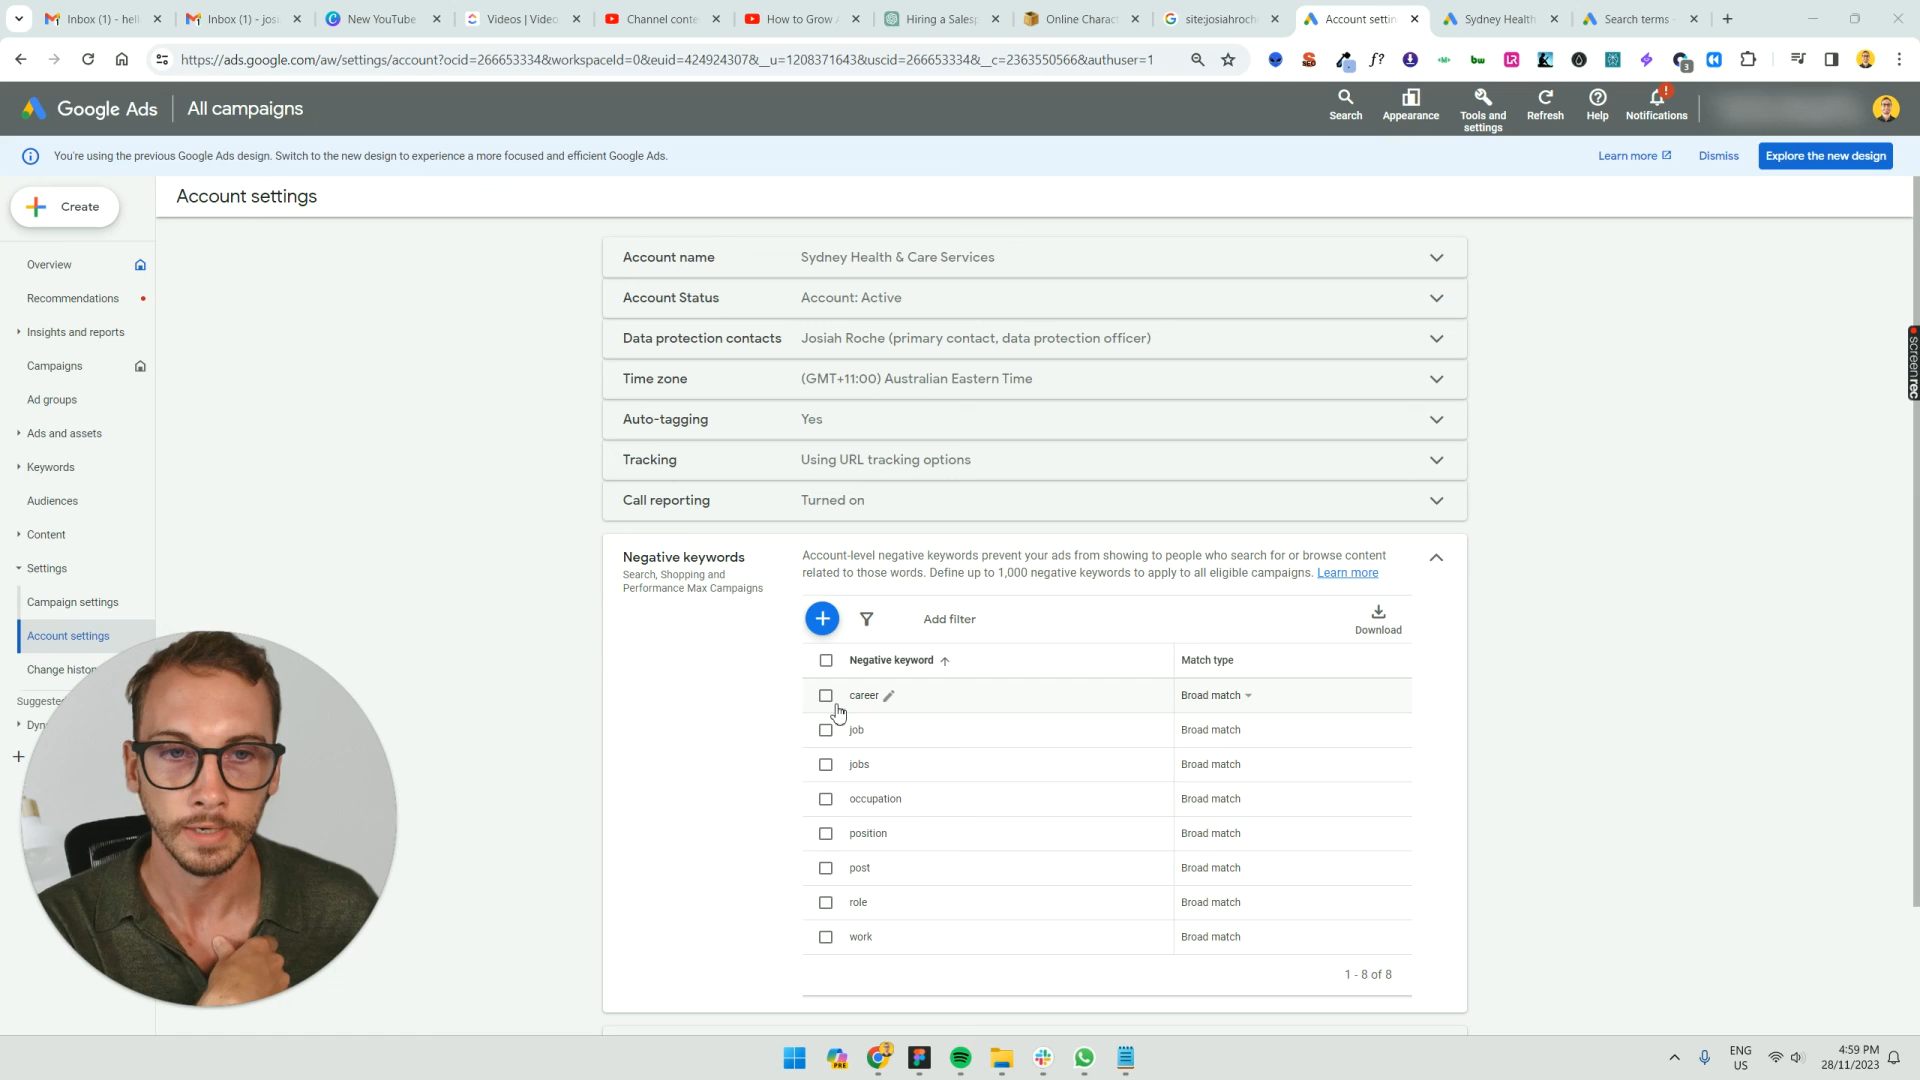 Inbox (1) - hell
Inbox (1) - josi
New YouTube
Videos | Video
Channel conte
How to Grow A
Hiring a Salesp
Online Charact
site:josiahroch
Account settin
Sydney Health
Search terms -
https://ads.google.com/aw/settings/account?ocid=266653334&workspaceId=0&euid=424924307&__u=1208371643&uscid=266653334&__c=2363550566&authuser=1
Google Ads
All campaigns
Search
Appearance
Tools and settings
Refresh
Help
Notifications
You're using the previous Google Ads design. Switch to the new design to experience a more focused and efficient Google Ads.
Learn more
Dismiss
Explore the new design
Create
Account settings
Overview
Recommendations
Insights and reports
Campaigns
Ad groups
Ads and assets
Keywords
Audiences
Content
Settings
Campaign settings
Account settings
Change histor
Suggeste
Dyn
Account name Sydney Health & Care Services
Account Status Account: Active
Data protection contacts Josiah Roche (primary contact, data protection officer)
Time zone (GMT+11:00) Australian Eastern Time
Auto-tagging Yes
Tracking Using URL tracking options
Call reporting Turned on
Negative keywords
Search, Shopping and
Performance Max Campaigns
Account-level negative keywords prevent your ads from showing to people who search for or browse content
related to those words. Define up to 1,000 negative keywords to apply to all eligible campaigns. Learn more
Add filter
Download
Negative keyword Match type
career Broad match
job Broad match
jobs Broad match
occupation Broad match
position Broad match
post Broad match
role Broad match
work Broad match
1 - 8 of 8
screenrec
ENG
US
4:59 PM
28/11/2023